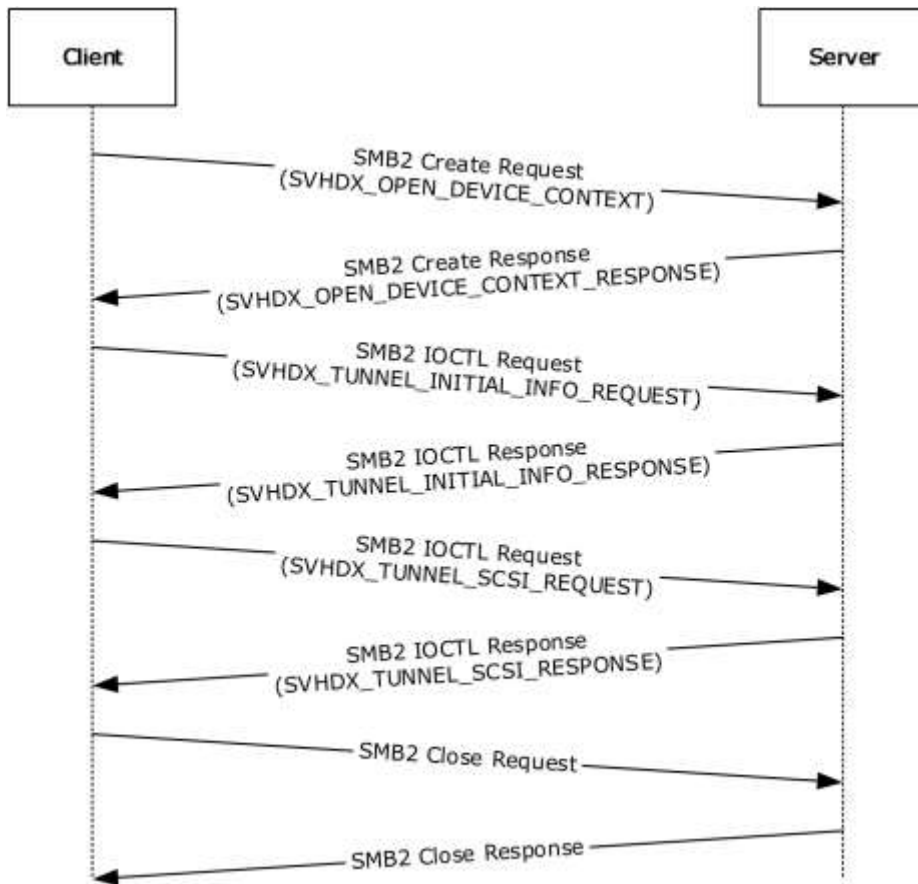 Client
Server
SMB2 Create Request
(SVHDX_OPEN_DEVICE_CONTEXT)
SMB2 Create Response
(SVHDX_OPEN_DEVICE_CONTEXT_RESPONSE)
SMB2 IOCTL Request
(SVHDX_TUNNEL_INITIAL_INFO_REQUEST)
SMB2 IOCTL Response
(SVHDX_TUNNEL_INITIAL_INFO_RESPONSE)
SMB2 IOCTL Request
(SVHDX_TUNNEL_SCSI_REQUEST)
SMB2 IOCTL Response
(SVHDX_TUNNEL_SCSI_RESPONSE)
SMB2 Close Request
SMB2 Close Response